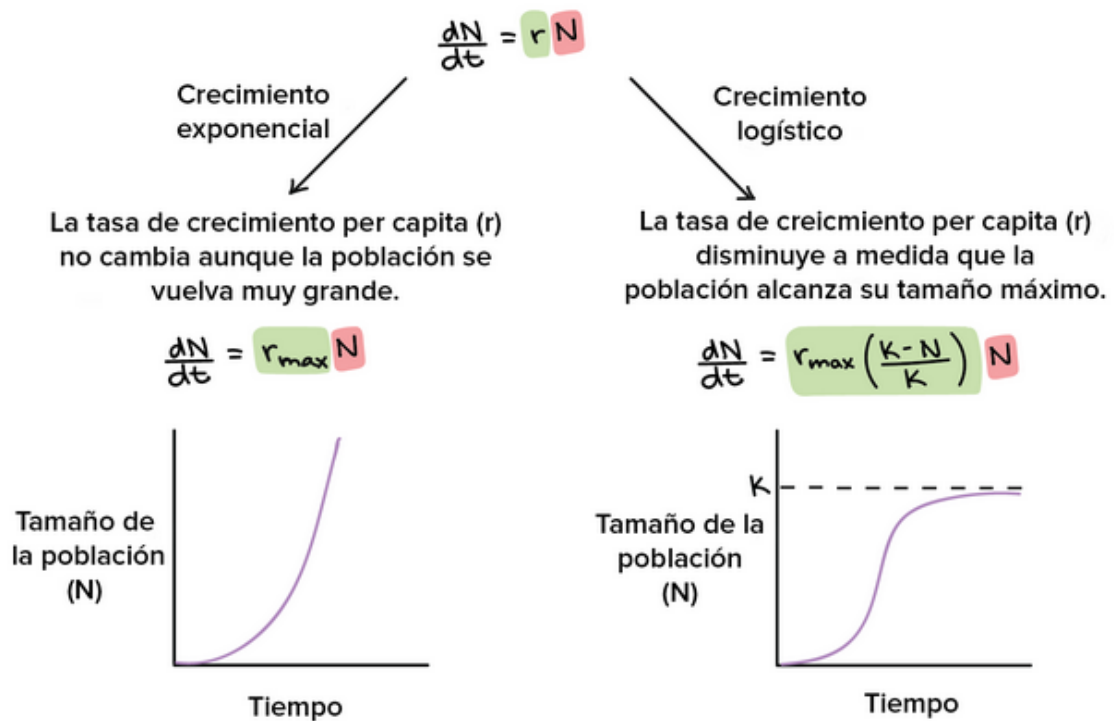 dN/dt = r N
Crecimiento
exponencial
Crecimiento
logístico
La tasa de crecimiento per capita (r)
no cambia aunque la población se
vuelva muy grande.
La tasa de creicmiento per capita (r)
disminuye a medida que la
población alcanza su tamaño máximo.
dN/dt = rmax N
dN/dt = rmax (K-N/K) N
Tamaño de
la población
(N)
Tiempo
K
Tamaño de la
población
(N)
Tiempo